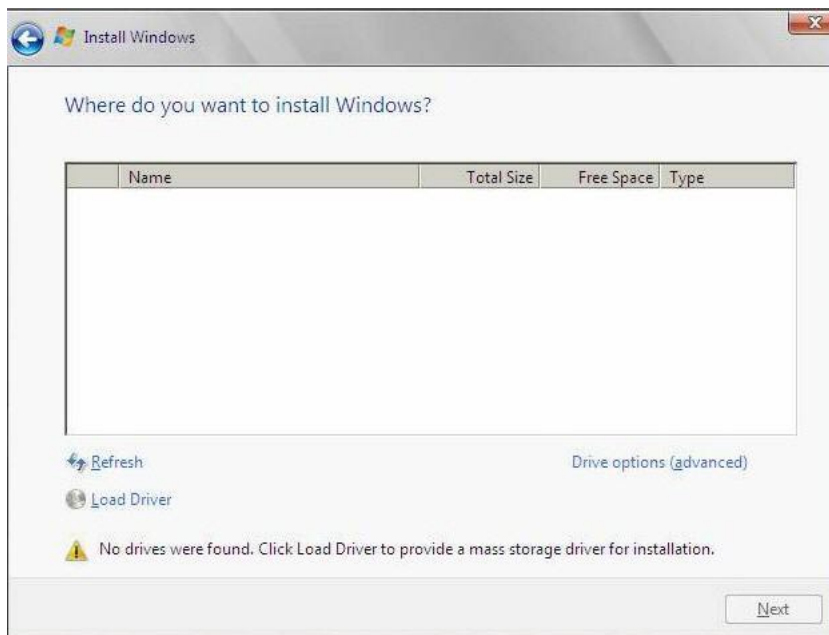 Install Windows
Where do you want to install Windows?
Name Total Size Free Space Type
Refresh Drive options (advanced)
Load Driver
No drives were found. Click Load Driver to provide a mass storage driver for installation.
Next